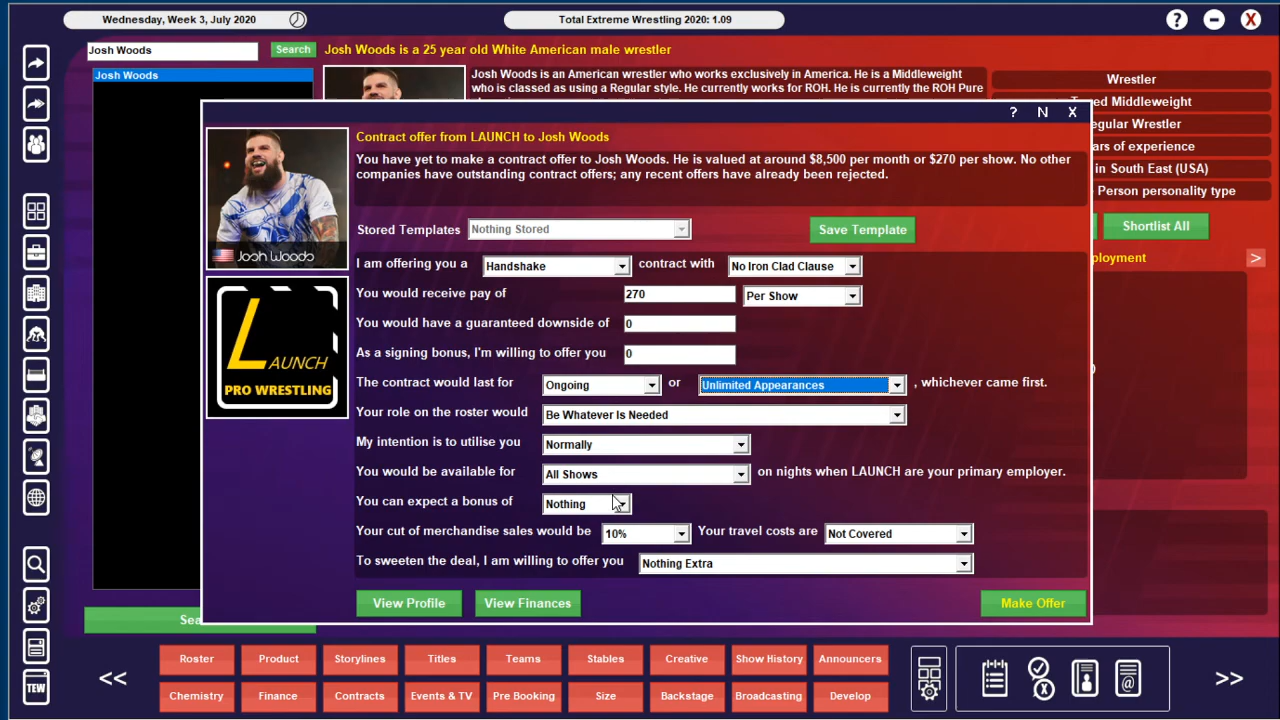 Wednesday, Week 3, July 2020
Total Extreme Wrestling 2020: 1.09
?
X
Josh Woods
Search
Josh Woods is a 25 year old White American male wrestler
Josh Woods
Josh Woods is an American wrestler who works exclusively in America. He is a Middleweight
who is classed as using a Regular style. He currently works for ROH. He is currently the ROH Pure
Wrestler
Middleweight
Regular Wrestler
ars of experience
in South East (USA)
Person personality type
Shortlist All
ployment
>
? N X
Contract offer from LAUNCH to Josh Woods
You have yet to make a contract offer to Josh Woods. He is valued at around $8,500 per month or $270 per show. No other
companies have outstanding contract offers; any recent offers have already been rejected.
Josh Woods
LAUNCH
PRO WRESTLING
Stored Templates Nothing Stored Save Template
I am offering you a Handshake contract with No Iron Clad Clause
You would receive pay of 270 Per Show
You would have a guaranteed downside of 0
As a signing bonus, I'm willing to offer you 0
The contract would last for Ongoing or Unlimited Appearances , whichever came first.
Your role on the roster would Be Whatever Is Needed
My intention is to utilise you Normally
You would be available for All Shows on nights when LAUNCH are your primary employer.
You can expect a bonus of Nothing
Your cut of merchandise sales would be 10% Your travel costs are Not Covered
To sweeten the deal, I am willing to offer you Nothing Extra
View Profile View Finances Make Offer
Sea
TEW
<<
Roster Product Storylines Titles Teams Stables Creative Show History Announcers
Chemistry Finance Contracts Events & TV Pre Booking Size Backstage Broadcasting Develop
>>